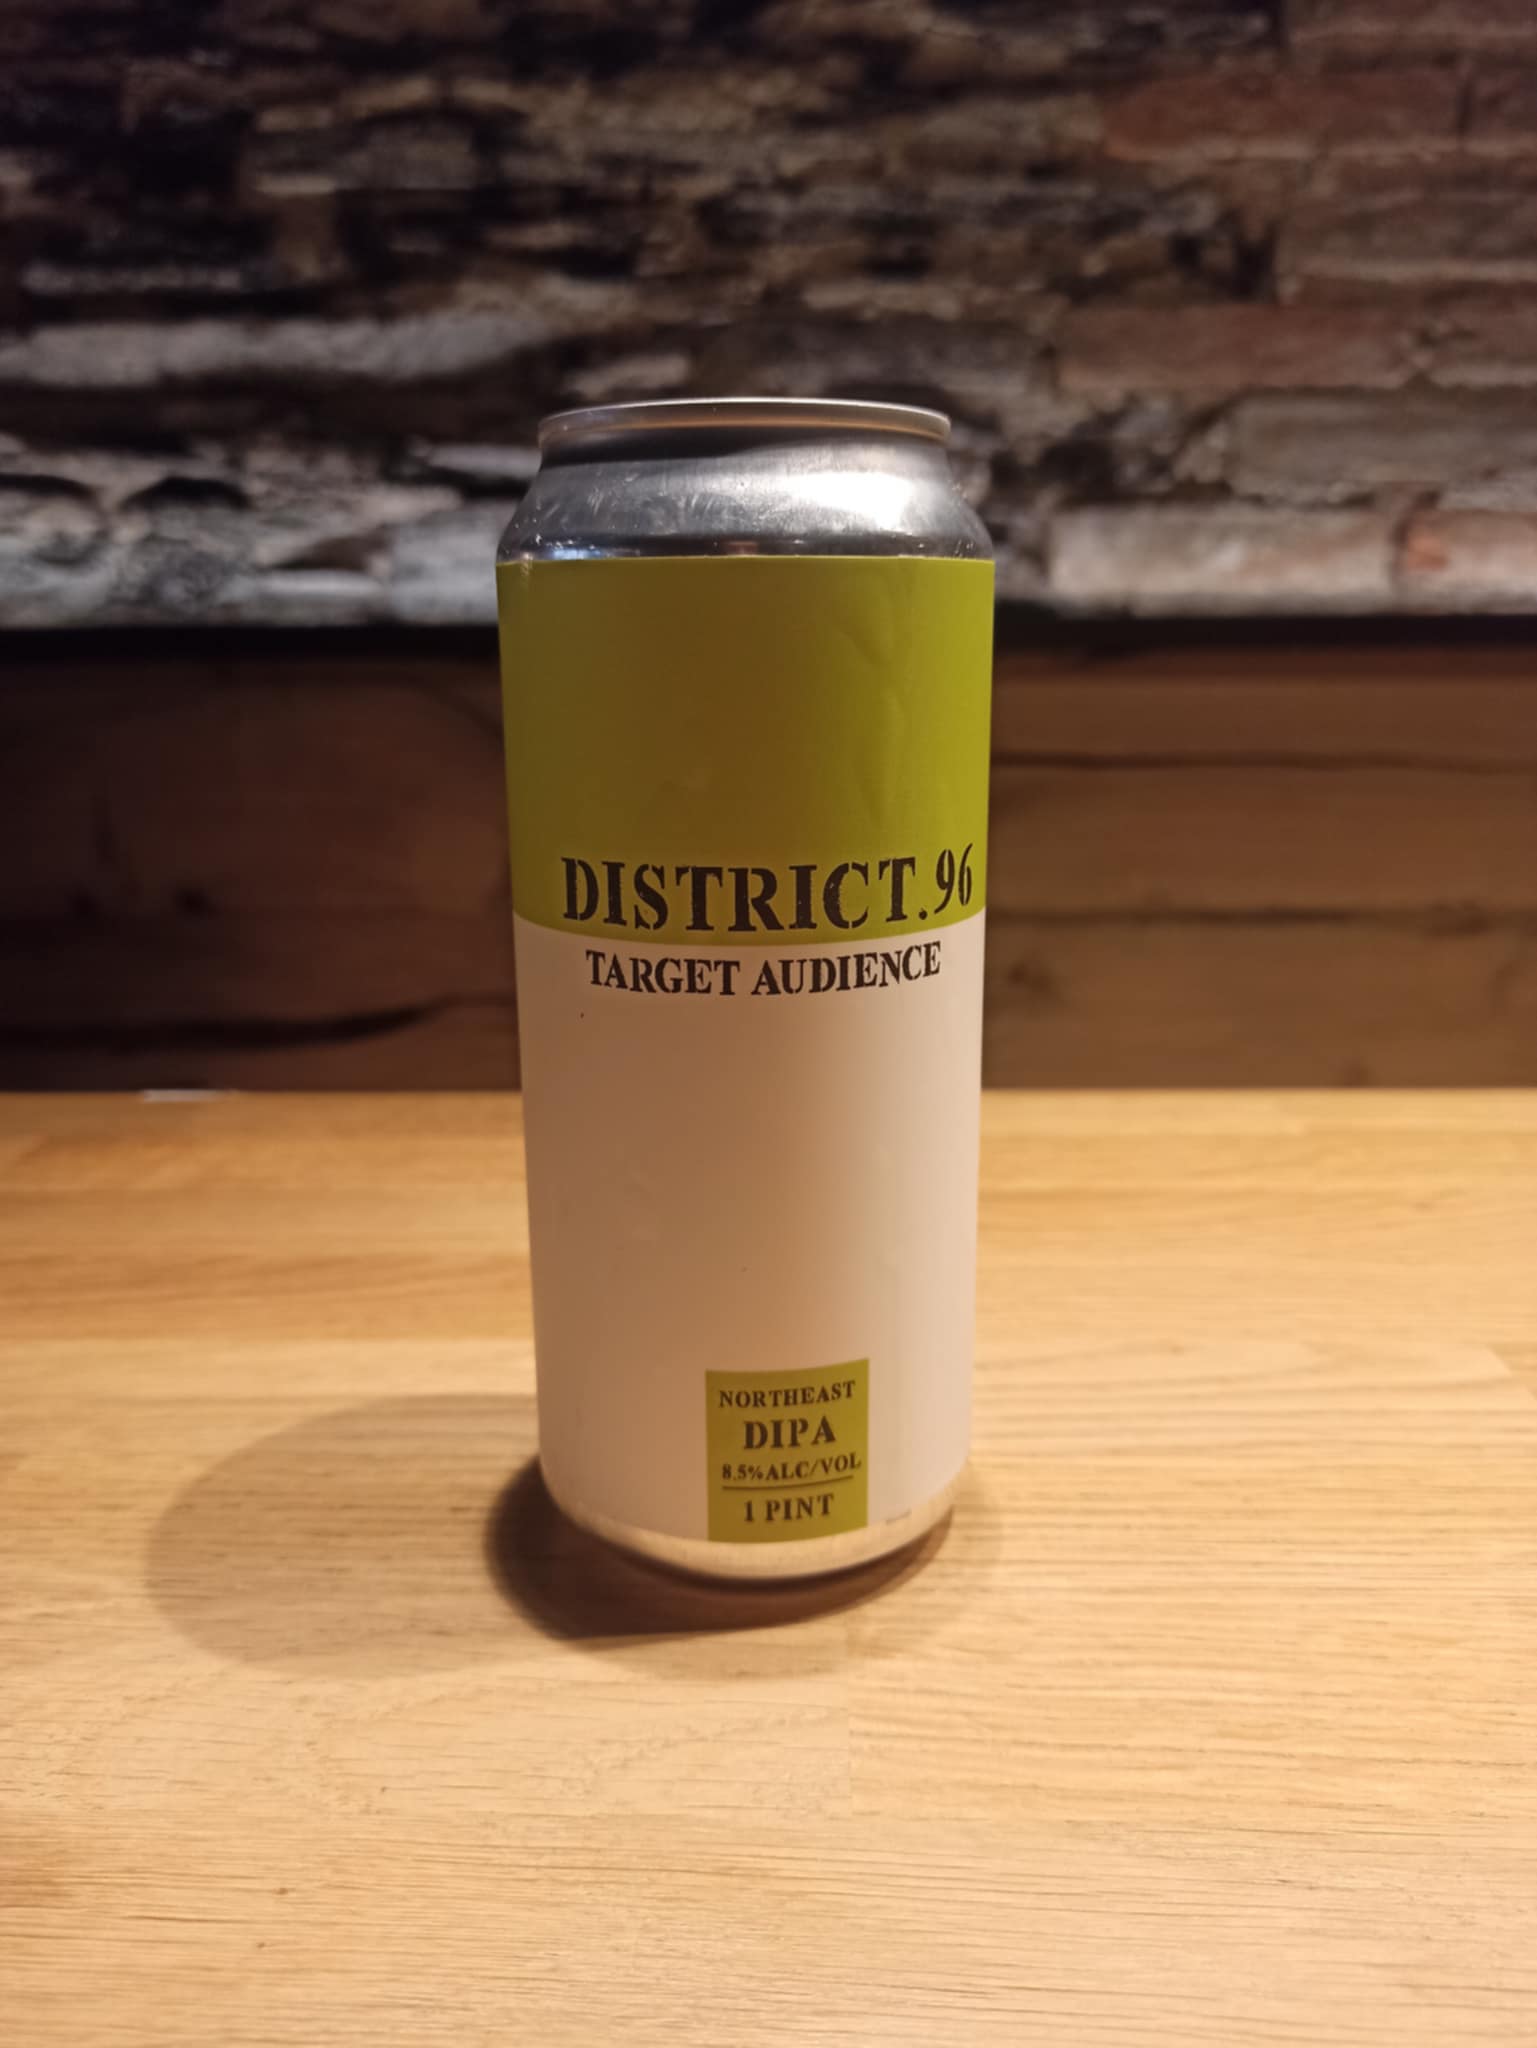 DISTRICT.96
TARGET AUDIENCE
NORTHEAST
DIPA
8.5%ALC/VOL
1 PINT